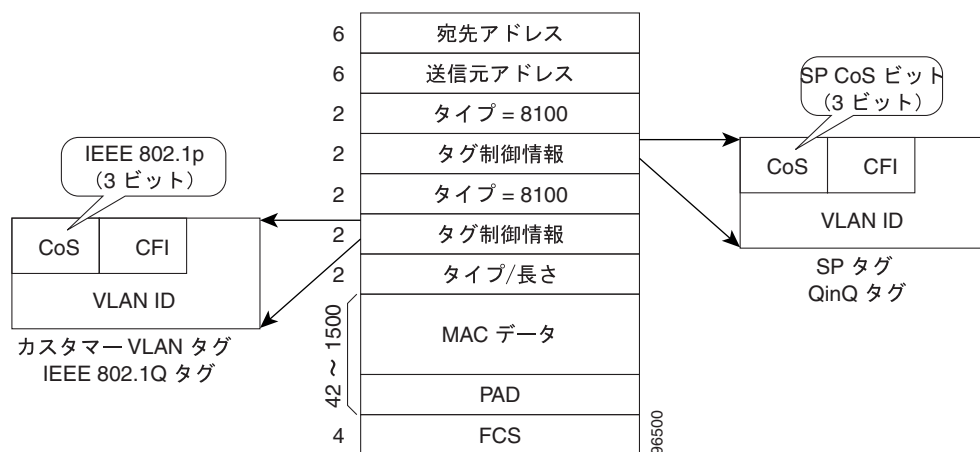 6 宛先アドレス
6 送信元アドレス
2 タイプ = 8100
2 タグ制御情報
2 タイプ = 8100
2 タグ制御情報
2 タイプ/長さ
42 ～ 1500
MAC データ
PAD
4 FCS
IEEE 802.1p
（3 ビット）
CoS CFI
VLAN ID
カスタマー VLAN タグ
IEEE 802.1Q タグ
SP CoS ビット
（3 ビット）
CoS CFI
VLAN ID
SP タグ
QinQ タグ
96500